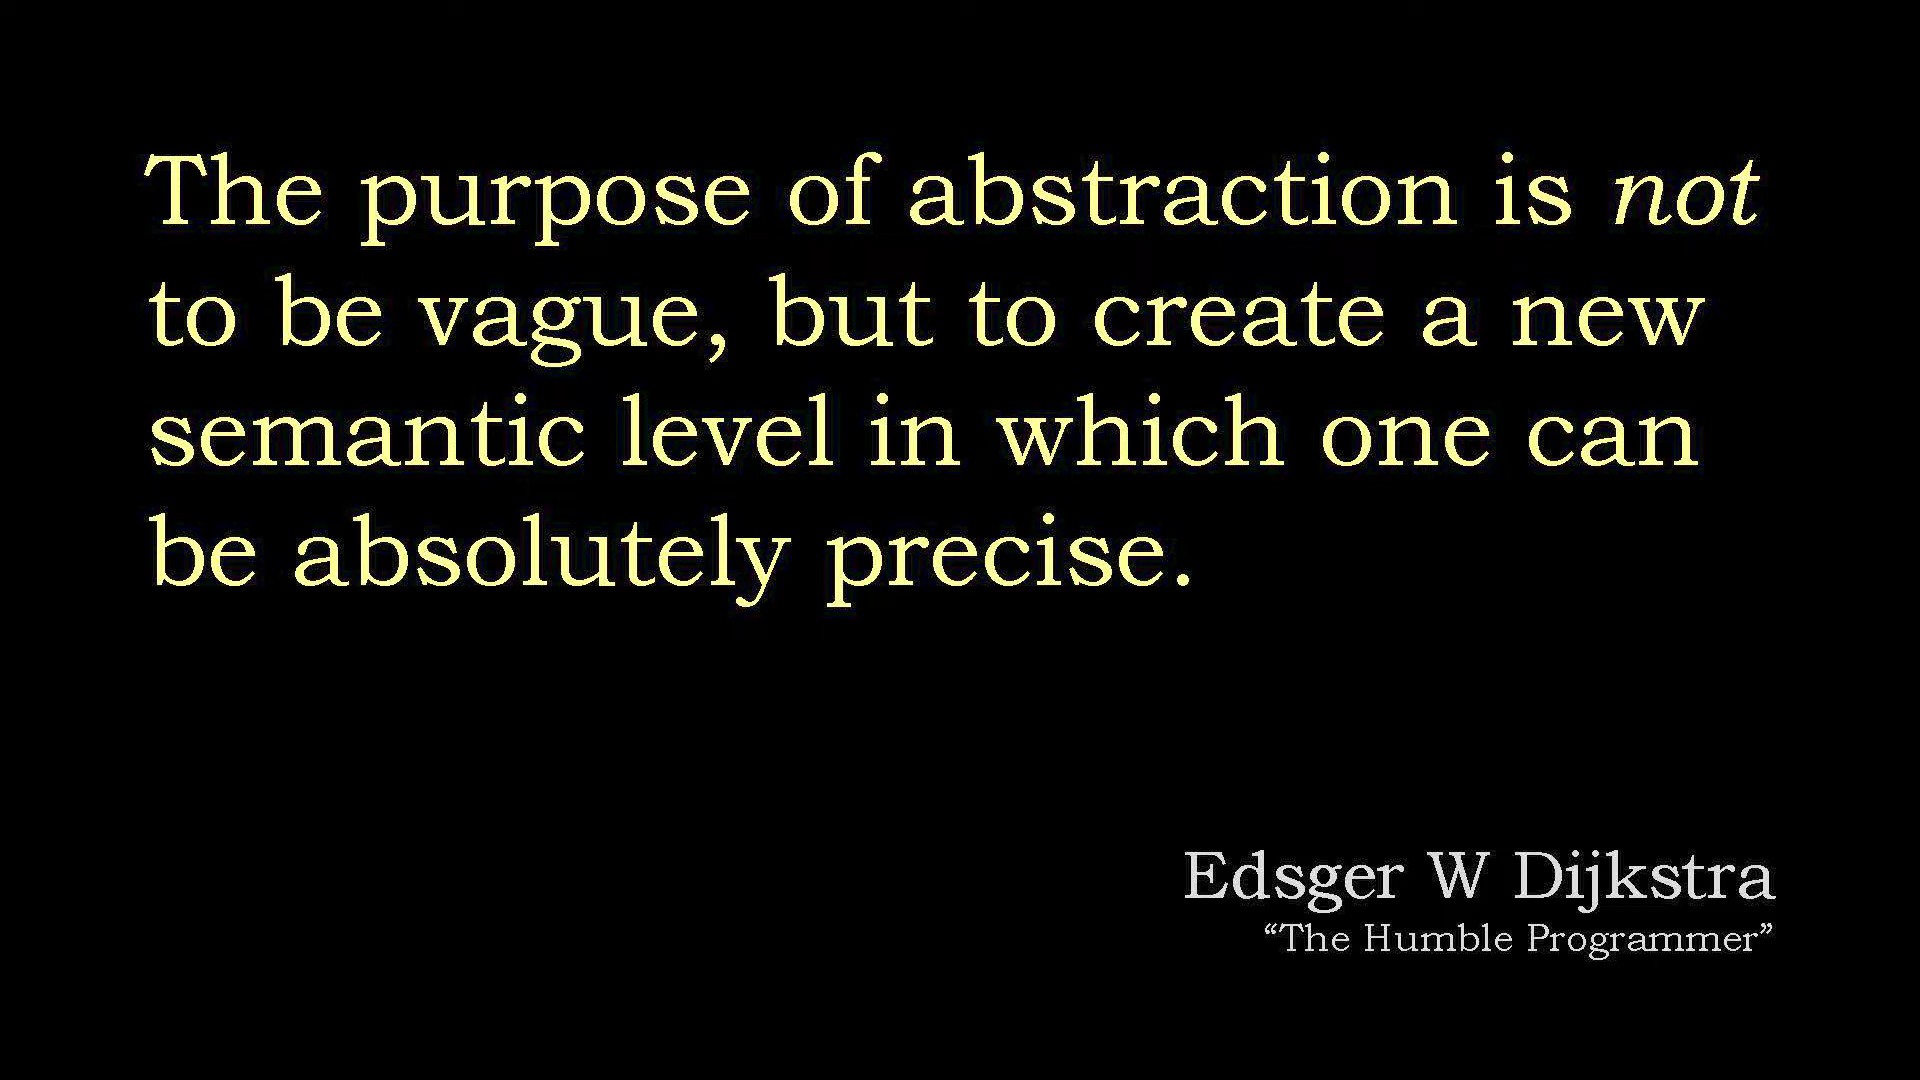 The purpose of abstraction is not
to be vague, but to create a new
semantic level in which one can
be absolutely precise.
Edsger W Dijkstra
“The Humble Programmer”